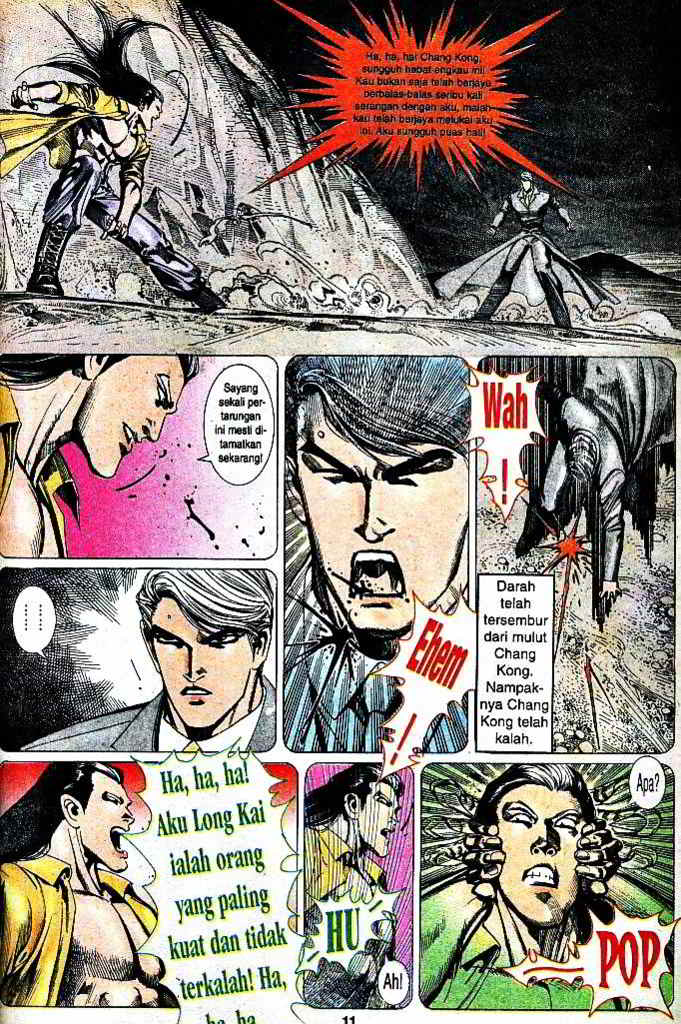 Ha, ha, ha! Chang Kong,
sungguh hebat engkau ini!
Kau bukan saja telah berjaya
berbalas-balas seribu kali
serangan dengan aku, malah
kau telah berjaya melukai aku
ini. Aku sungguh puas hati!
Sayang
sekali per-
tarungan
ini mesti di-
tamatkan
sekarang!
Wah
!
Ehem
!
Darah
telah
tersembur
dari mulut
Chang
Kong.
Nampak-
nya Chang
Kong telah
kalah.
Ha, ha, ha!
Aku Long Kai
ialah orang
yang paling
kuat dan tidak
terkalah! Ha,
ha, ha
HU
Ah!
Apa?
POP
11